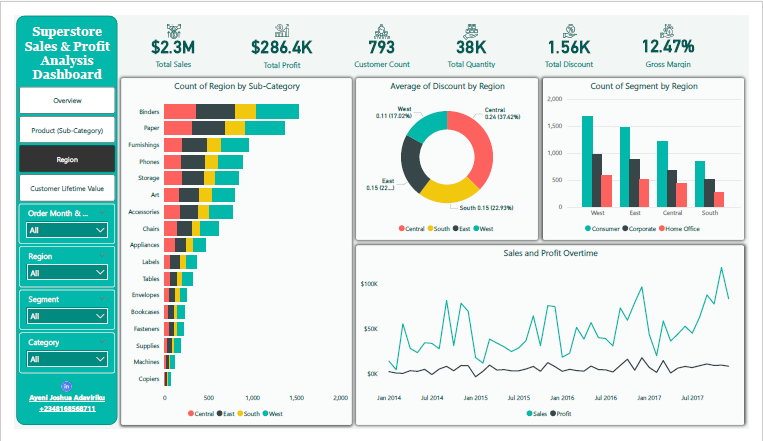 Superstore
Sales & Profit
Analysis
Dashboard
Overview
Product (Sub-Category)
Region
Customer Lifetime Value
Order Month & ...
All
Region
All
Segment
All
Category
All
in
Ayeni Joshua Adaviriku
+2348168568711
$2.3M
Total Sales
$286.4K
Total Profit
793
Customer Count
38K
Total Quantity
1.56K
Total Discount
12.47%
Gross Margin
Count of Region by Sub-Category
Binders
Paper
Furnishings
Phones
Storage
Art
Accessories
Chairs
Appliances
Labels
Tables
Envelopes
Bookcases
Fasteners
Supplies
Machines
Copiers
0 500 1,000 1,500 2,000
Central East South West
Average of Discount by Region
West
0.11 (17.02%)
Central
0.24 (37.42%)
East
0.15 (22....)
South 0.15 (22.93%)
Central South East West
Count of Segment by Region
2,000
1,500
1,000
500
0
West East Central South
Consumer Corporate Home Office
Sales and Profit Overtime
$100K
$50K
$0K
Jan 2014 Jul 2014 Jan 2015 Jul 2015 Jan 2016 Jul 2016 Jan 2017 Jul 2017
Sales Profit